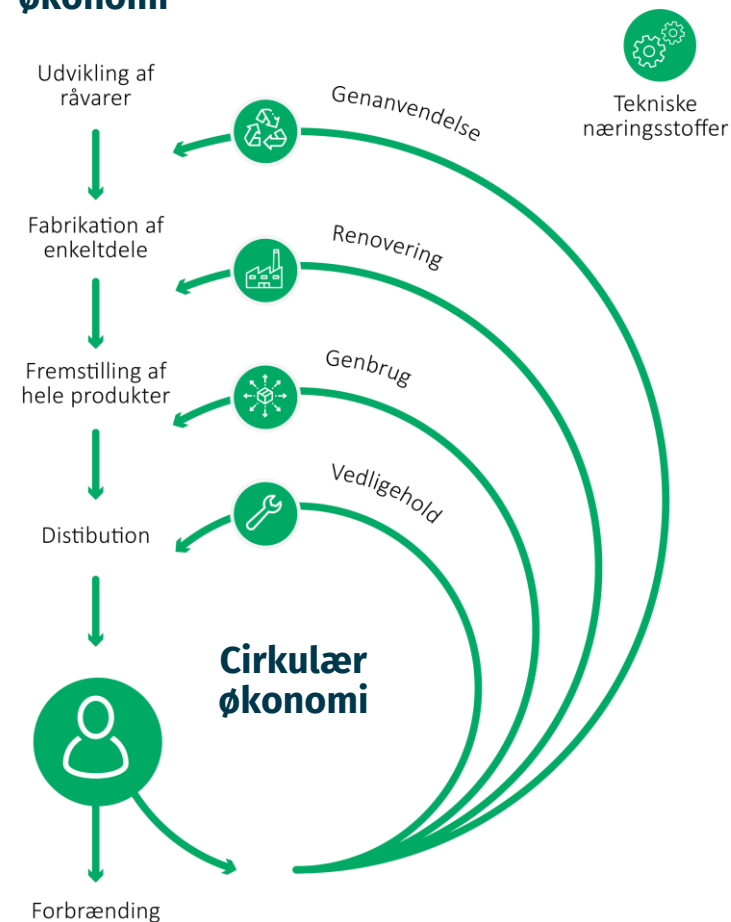 økonomi
Udvikling af
råvarer
Genanvendelse
Tekniske
næringsstoffer
Fabrikation af
enkeltdele
Renovering
Fremstilling af
hele produkter
Genbrug
Vedligehold
Distibution
Cirkulær
økonomi
Forbrænding